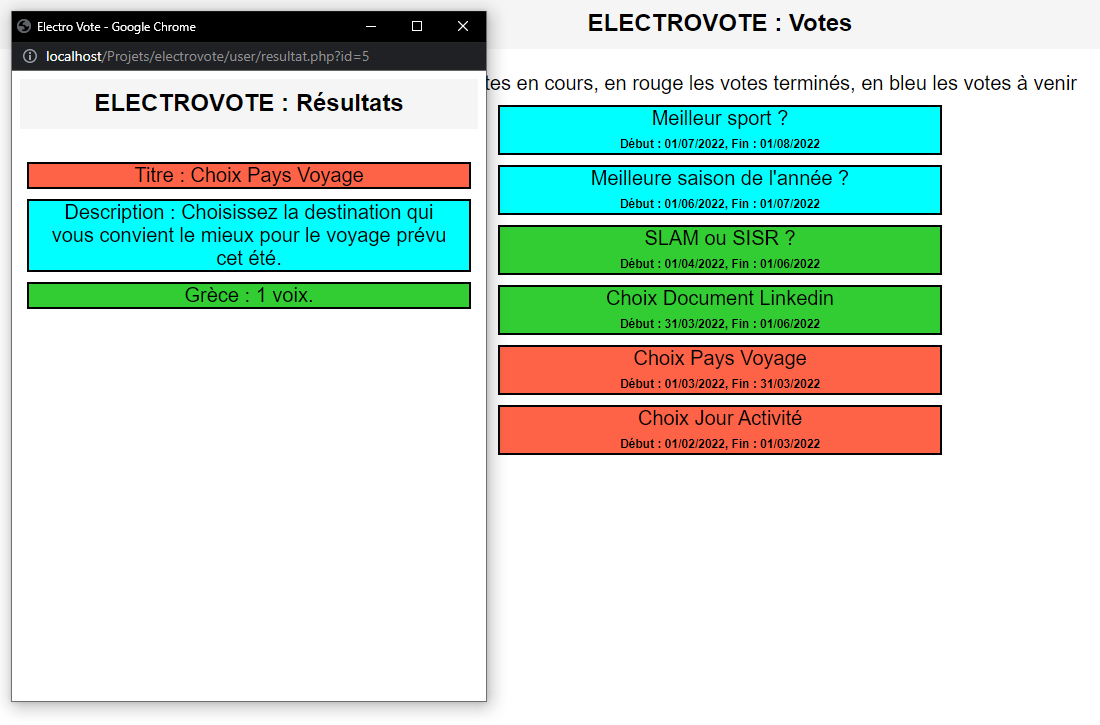 Electro Vote - Google Chrome
localhost/Projets/electrovote/user/resultat.php?id=5
ELECTROVOTE : Résultats
Titre : Choix Pays Voyage
Description : Choisissez la destination qui
vous convient le mieux pour le voyage prévu
cet été.
Grèce : 1 voix.
ELECTROVOTE : Votes
en cours, en rouge les votes terminés, en bleu les votes à venir
Meilleur sport ?
Début : 01/07/2022, Fin : 01/08/2022
Meilleure saison de l'année ?
Début : 01/06/2022, Fin : 01/07/2022
SLAM ou SISR ?
Début : 01/04/2022, Fin : 01/06/2022
Choix Document Linkedin
Début : 31/03/2022, Fin : 01/06/2022
Choix Pays Voyage
Début : 01/03/2022, Fin : 31/03/2022
Choix Jour Activité
Début : 01/02/2022, Fin : 01/03/2022